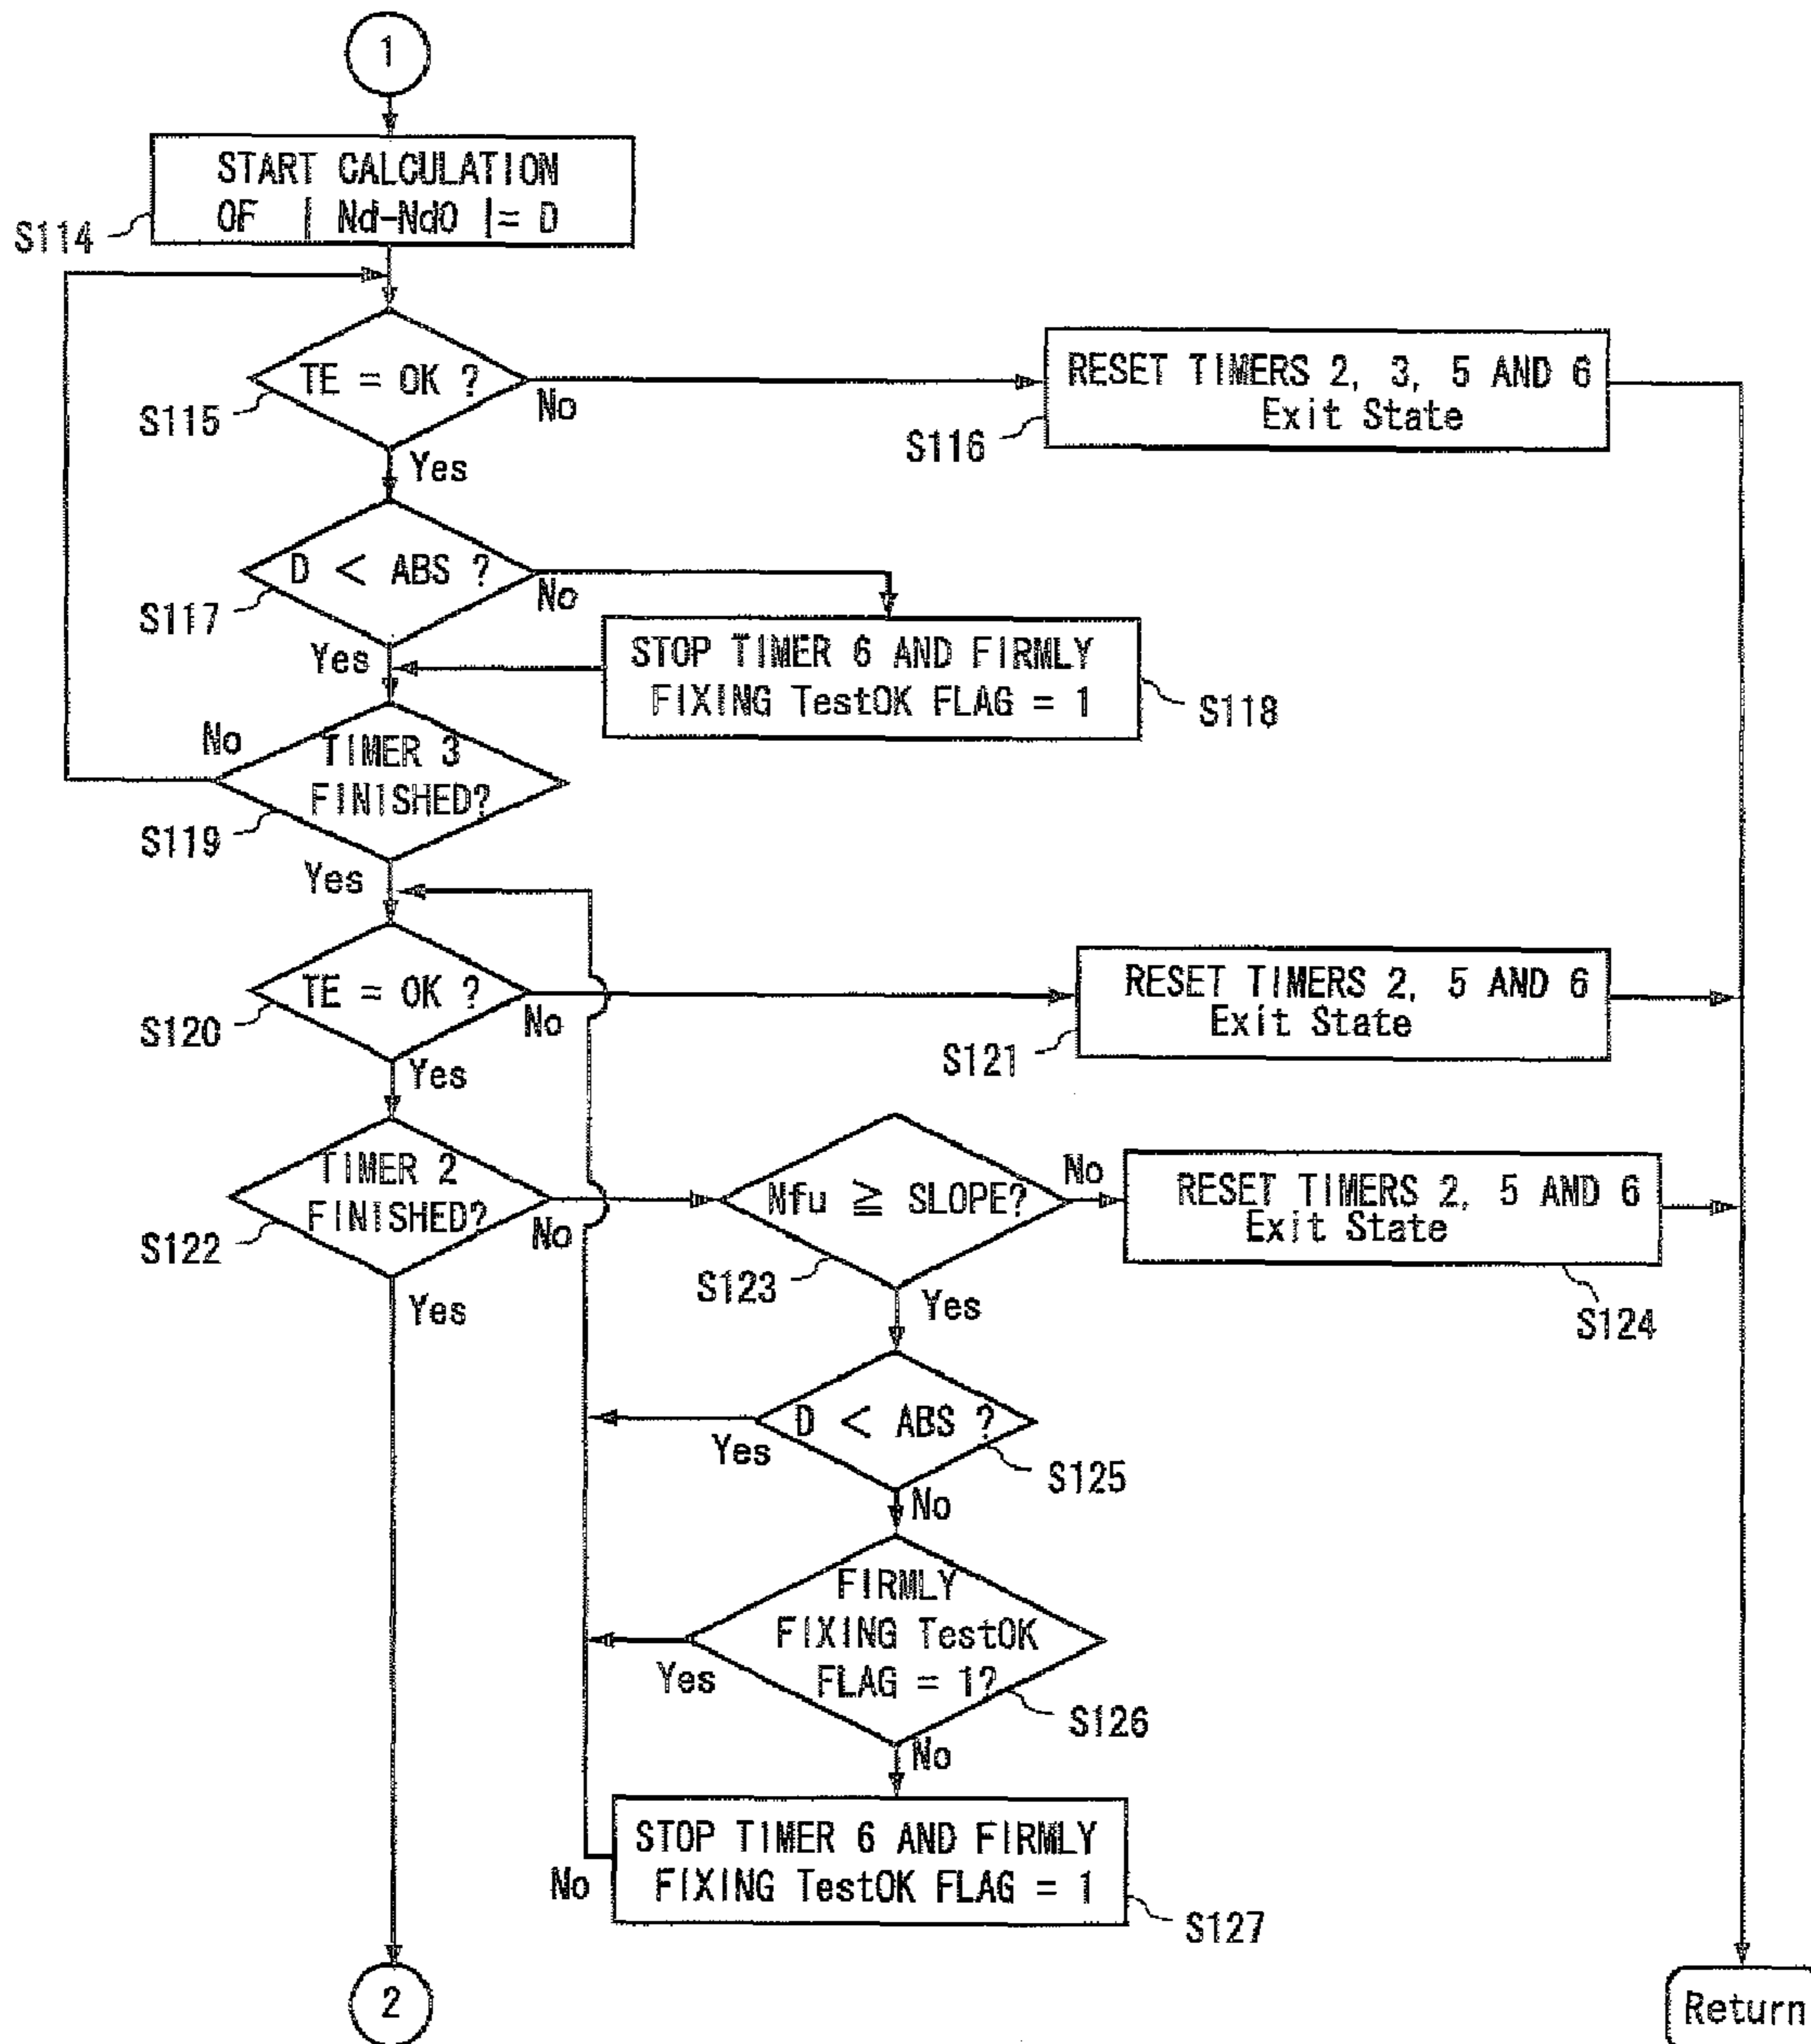 1
START CALCULATION
OF | Nd-Nd0 |= D
S114
TE = OK ?
S115
No
Yes
RESET TIMERS 2, 3, 5 AND 6
Exit State
S116
D < ABS ?
S117
No
Yes
STOP TIMER 6 AND FIRMLY
FIXING TestOK FLAG = 1
S118
No
TIMER 3
FINISHED?
S119
Yes
TE = OK ?
S120
No
Yes
RESET TIMERS 2, 5 AND 6
Exit State
S121
TIMER 2
FINISHED?
S122
No
Yes
Nfu ≧ SLOPE?
S123
No
Yes
RESET TIMERS 2, 5 AND 6
Exit State
S124
D < ABS ?
Yes
S125
No
FIRMLY
FIXING TestOK
FLAG = 1?
Yes
S126
No
STOP TIMER 6 AND FIRMLY
FIXING TestOK FLAG = 1
No
S127
2
Return